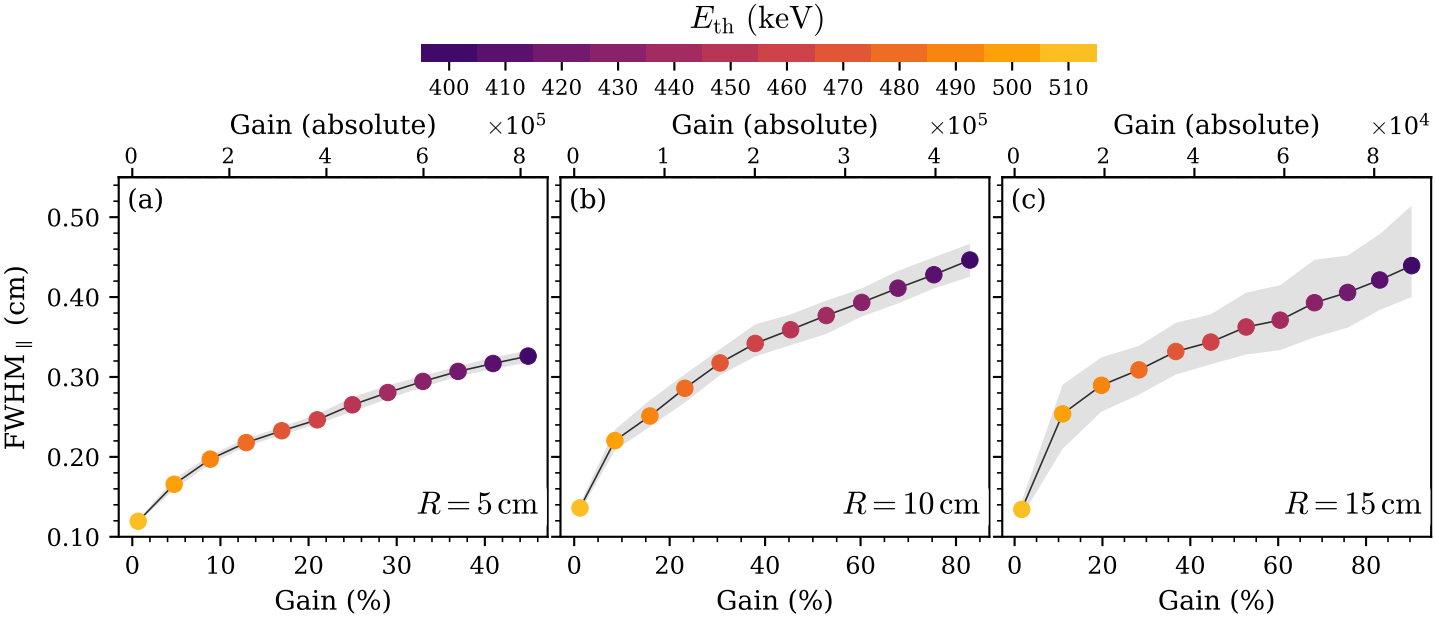 E_th (keV)
400 410 420 430 440 450 460 470 480 490 500 510
Gain (absolute) ×10^5 Gain (absolute) ×10^5 Gain (absolute) ×10^4
0 2 4 6 8 0 1 2 3 4 0 2 4 6 8
(a) (b) (c)
0.50
0.40
0.30
0.20
0.10
FWHM_∥ (cm)
R = 5 cm R = 10 cm R = 15 cm
0 10 20 30 40 0 20 40 60 80 0 20 40 60 80
Gain (%) Gain (%) Gain (%)